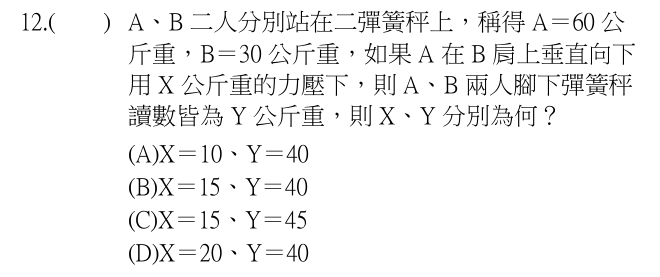 12.(　　) A、B 二人分別站在二彈簧秤上，稱得 A＝60 公
斤重，B＝30 公斤重，如果 A 在 B 肩上垂直向下
用 X 公斤重的力壓下，則 A、B 兩人腳下彈簧秤
讀數皆為 Y 公斤重，則 X、Y 分別為何？
(A)X＝10、Y＝40
(B)X＝15、Y＝40
(C)X＝15、Y＝45
(D)X＝20、Y＝40